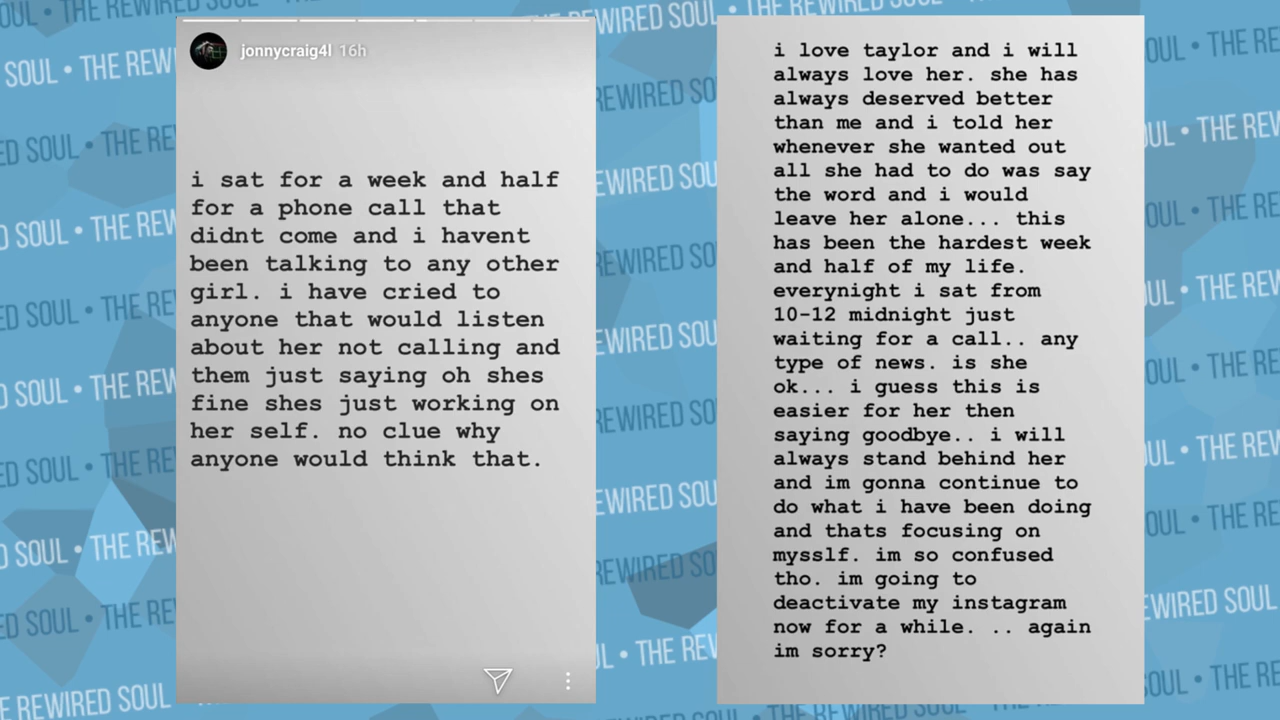 jonnycraig4l 16h
i sat for a week and half
for a phone call that
didnt come and i havent
been talking to any other
girl. i have cried to
anyone that would listen
about her not calling and
them just saying oh shes
fine shes just working on
her self. no clue why
anyone would think that.
i love taylor and i will
always love her. she has
always deserved better
than me and i told her
whenever she wanted out
all she had to do was say
the word and i would
leave her alone... this
has been the hardest week
and half of my life.
everynight i sat from
10-12 midnight just
waiting for a call.. any
type of news. is she
ok... i guess this is
easier for her then
saying goodbye.. i will
always stand behind her
and im gonna continue to
do what i have been doing
and thats focusing on
mysslf. im so confused
tho. im going to
deactivate my instagram
now for a while. .. again
im sorry?
THE REWIRED SOUL • THE REWIRED SOUL